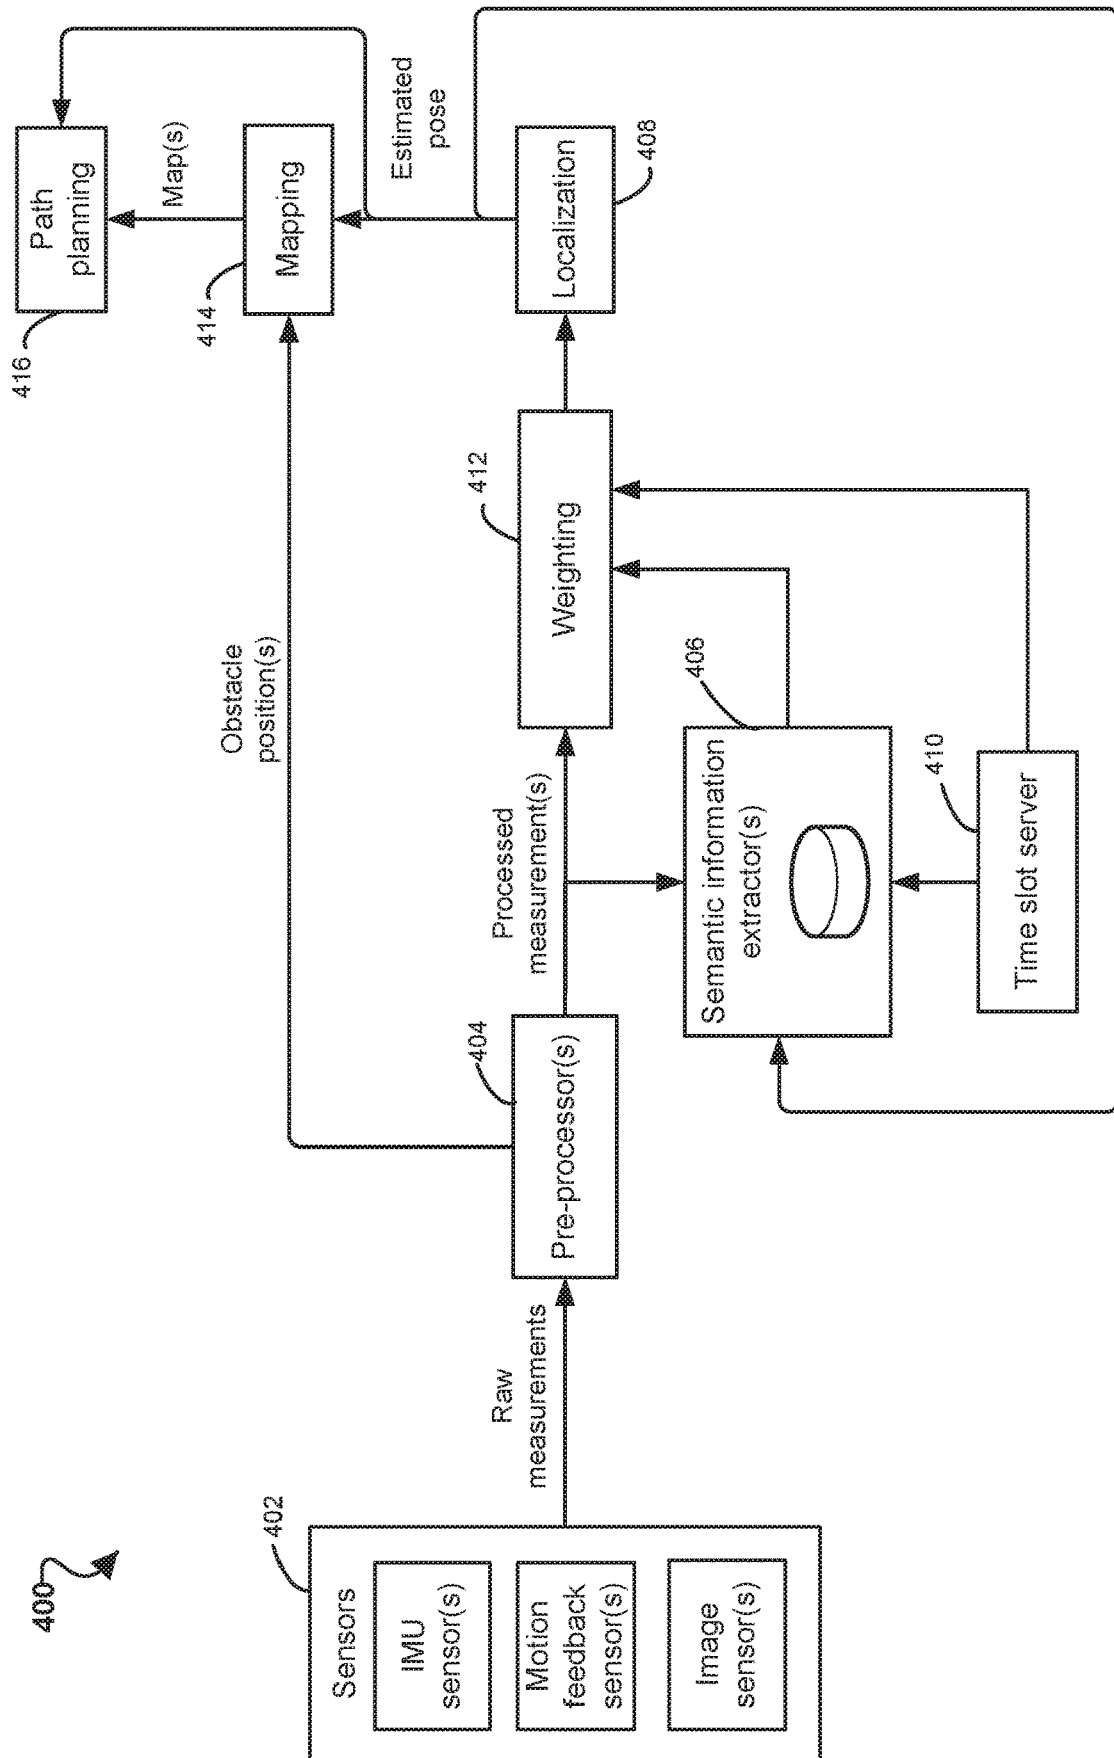 400
402
Sensors
IMU
sensor(s)
Motion
feedback
sensor(s)
Image
sensor(s)
Raw
measurements
404
Pre-processor(s)
Obstacle
position(s)
Processed
measurement(s)
406
Semantic information
extractor(s)
410
Time slot server
412
Weighting
408
Localization
Estimated
pose
414
Mapping
Map(s)
416
Path
planning